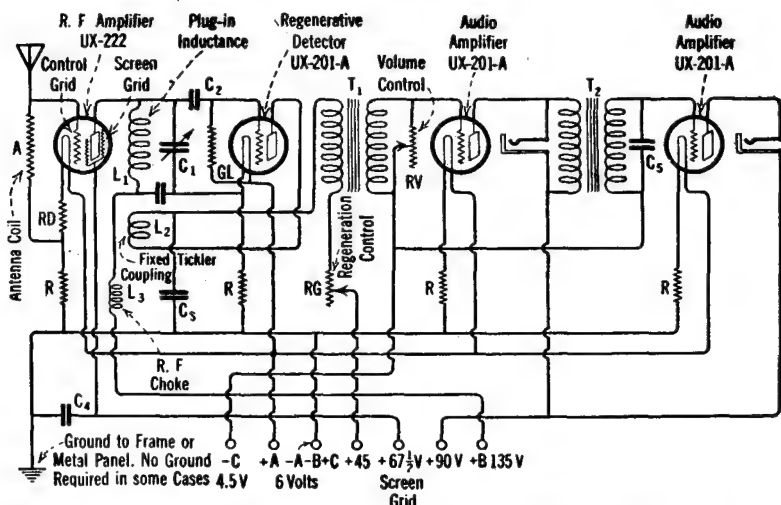 R. F Amplifier
UX-222
Control
Grid
Screen
Grid
Plug-in
Inductance
C2
Regenerative
Detector
UX-201-A
T1
Volume
Control
Audio
Amplifier
UX-201-A
T2
Audio
Amplifier
UX-201-A
A
Antenna Coil
RD
R
L1
C1
GL
L2
Fixed Tickler
Coupling
L3
C5
R
R. F
Choke
RG
Regeneration
Control
RV
R
C5
R
C4
Ground to Frame or
Metal Panel. No Ground
Required in some Cases
-C
4.5 V
+A
-A-B+C
6 Volts
+45
+67½V
Screen
Grid
+90 V
+B 135 V